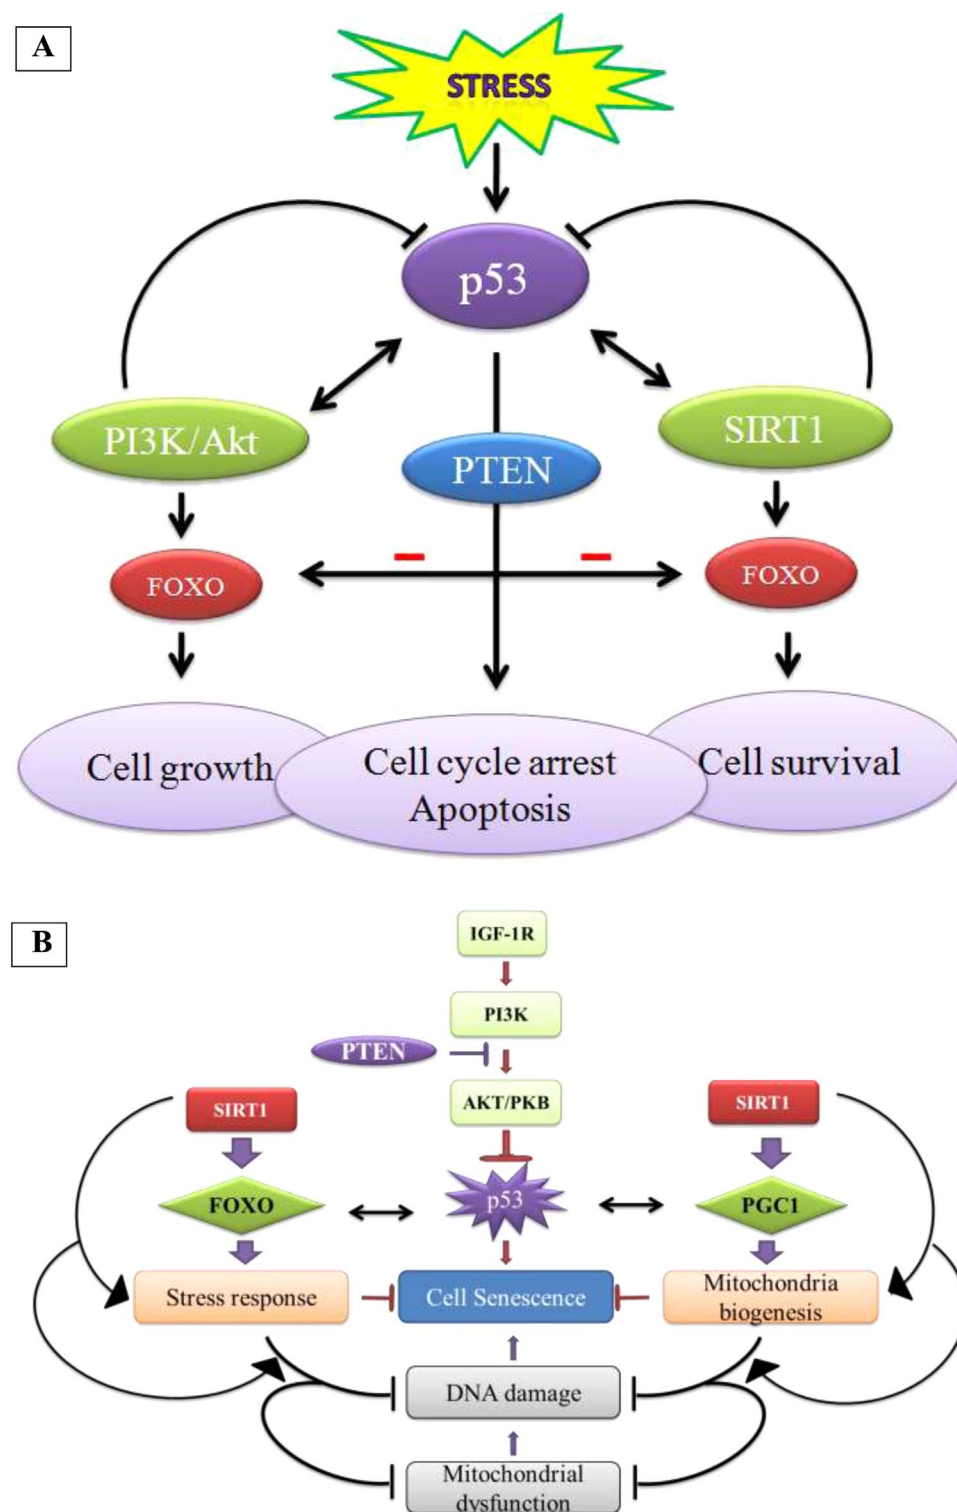 A
STRESS
p53
PI3K/Akt
SIRT1
PTEN
FOXO
FOXO
Cell growth
Cell cycle arrest
Apoptosis
Cell survival
B
IGF-1R
PI3K
PTEN
AKT/PKB
SIRT1
SIRT1
FOXO
p53
PGC1
Stress response
Cell Senescence
Mitochondria
biogenesis
DNA damage
Mitochondrial
dysfunction